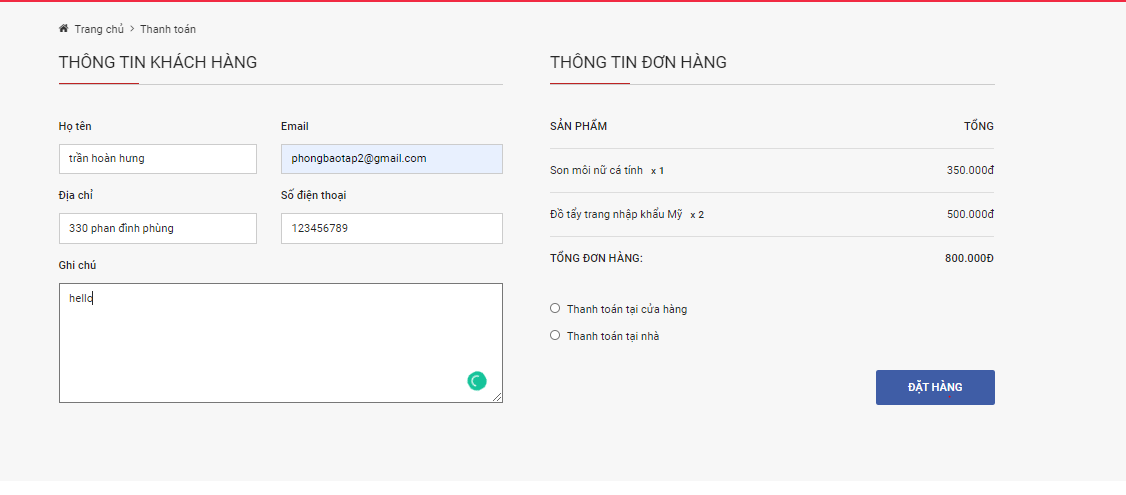 Trang chủ > Thanh toán
THÔNG TIN KHÁCH HÀNG
Họ tên
Email
trần hoàn hưng
phongbaotap2@gmail.com
Địa chỉ
Số điện thoại
330 phan đình phùng
123456789
Ghi chú
hello
THÔNG TIN ĐƠN HÀNG
SẢN PHẨM
TỔNG
Son môi nữ cá tính x 1
350.000đ
Đồ tẩy trang nhập khẩu Mỹ x 2
500.000đ
TỔNG ĐƠN HÀNG:
800.000Đ
Thanh toán tại cửa hàng
Thanh toán tại nhà
ĐẶT HÀNG